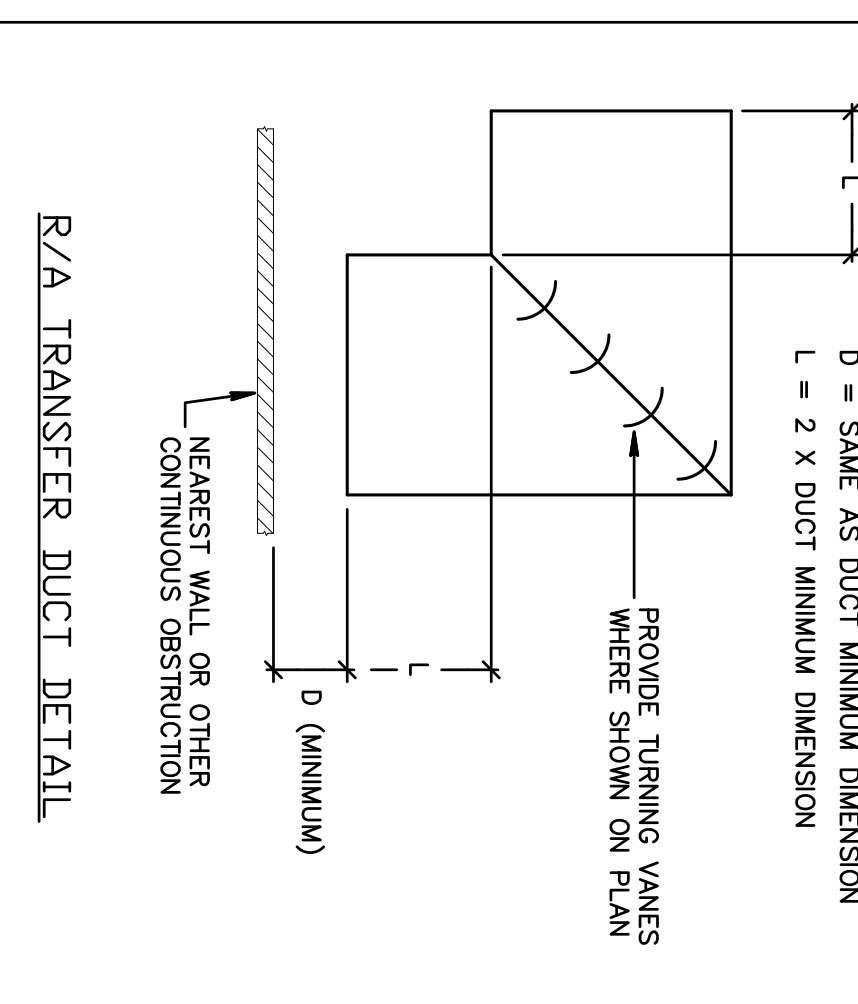 L
D = SAME AS DUCT MINIMUM DIMENSION
L = 2 X DUCT MINIMUM DIMENSION
PROVIDE TURNING VANES
WHERE SHOWN ON PLAN
L
D (MINIMUM)
NEAREST WALL OR OTHER
CONTINUOUS OBSTRUCTION
R/A TRANSFER DUCT DETAIL